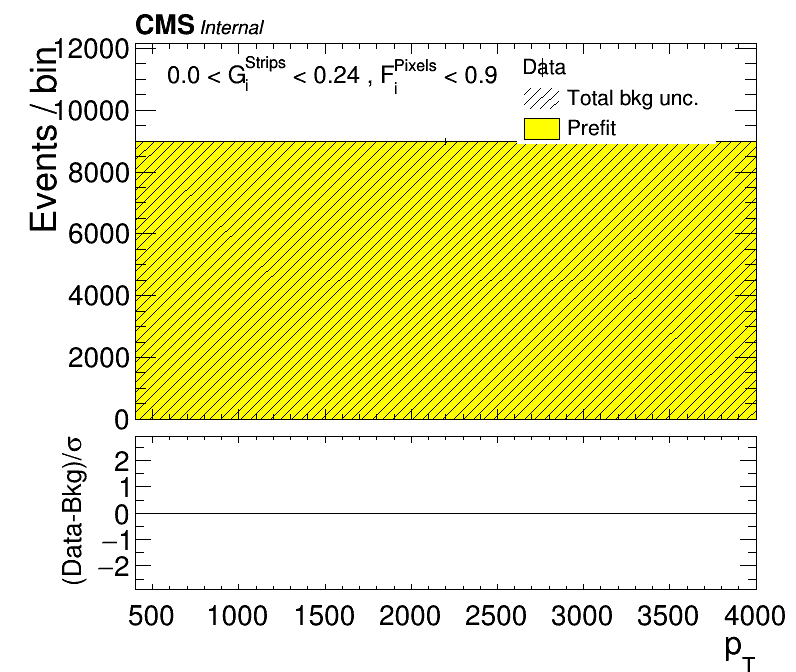 CMS Internal
0.0 < G_i^Strips < 0.24 , F_i^Pixels < 0.9
Data
Total bkg unc.
Prefit
Events / bin
12000
10000
8000
6000
4000
2000
0
(Data-Bkg)/σ
2
1
0
−1
−2
500 1000 1500 2000 2500 3000 3500 4000
p_T